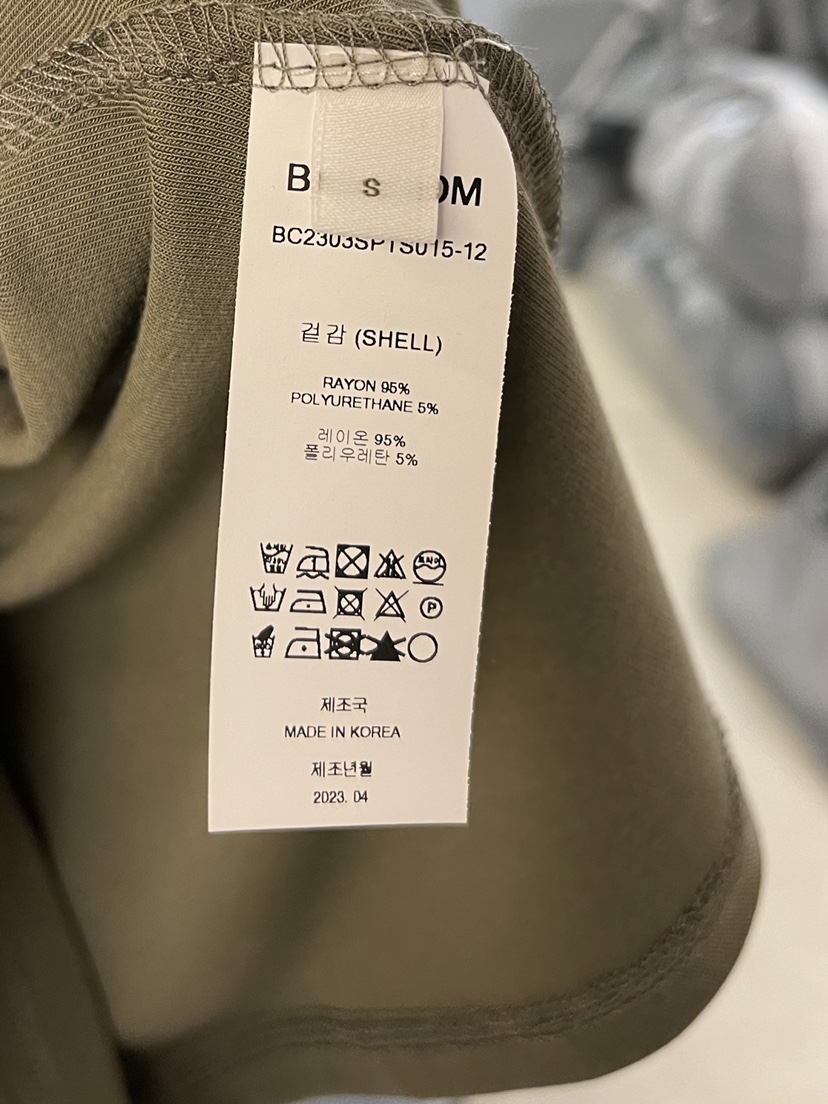 S
BC2303SPTS015-12
겉감 (SHELL)
RAYON 95%
POLYURETHANE 5%
레이온 95%
폴리우레탄 5%
P
제조국
MADE IN KOREA
제조년월
2023. 04